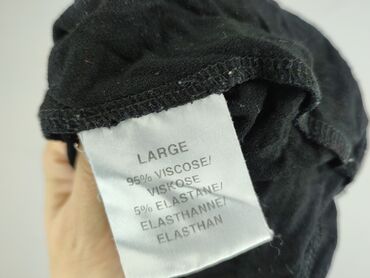 LARGE
95% VISCOSE/
VISKOSE
5% ELASTANE/
ELASTHANNE/
ELASTHAN